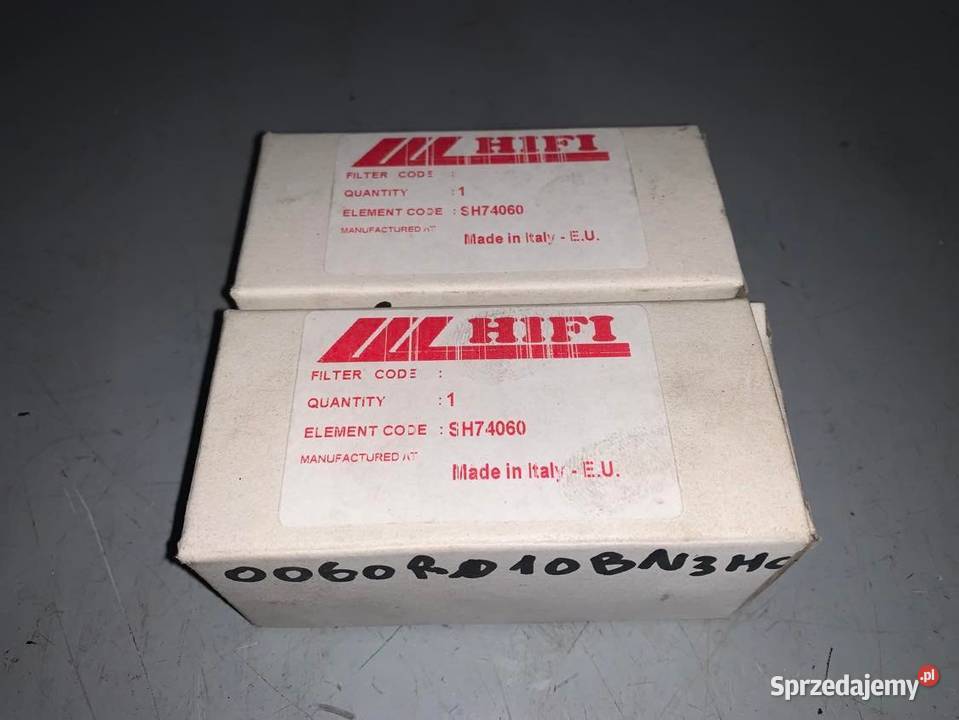 HIFI
FILTER CODE :
QUANTITY : 1
ELEMENT CODE : SH74060
MANUFACTURED AT
Made in Italy - E.U.
HIFI
FILTER CODE :
QUANTITY : 1
ELEMENT CODE : SH74060
MANUFACTURED AT
Made in Italy - E.U.
0060R010BN3HC
Sprzedajemy.pl